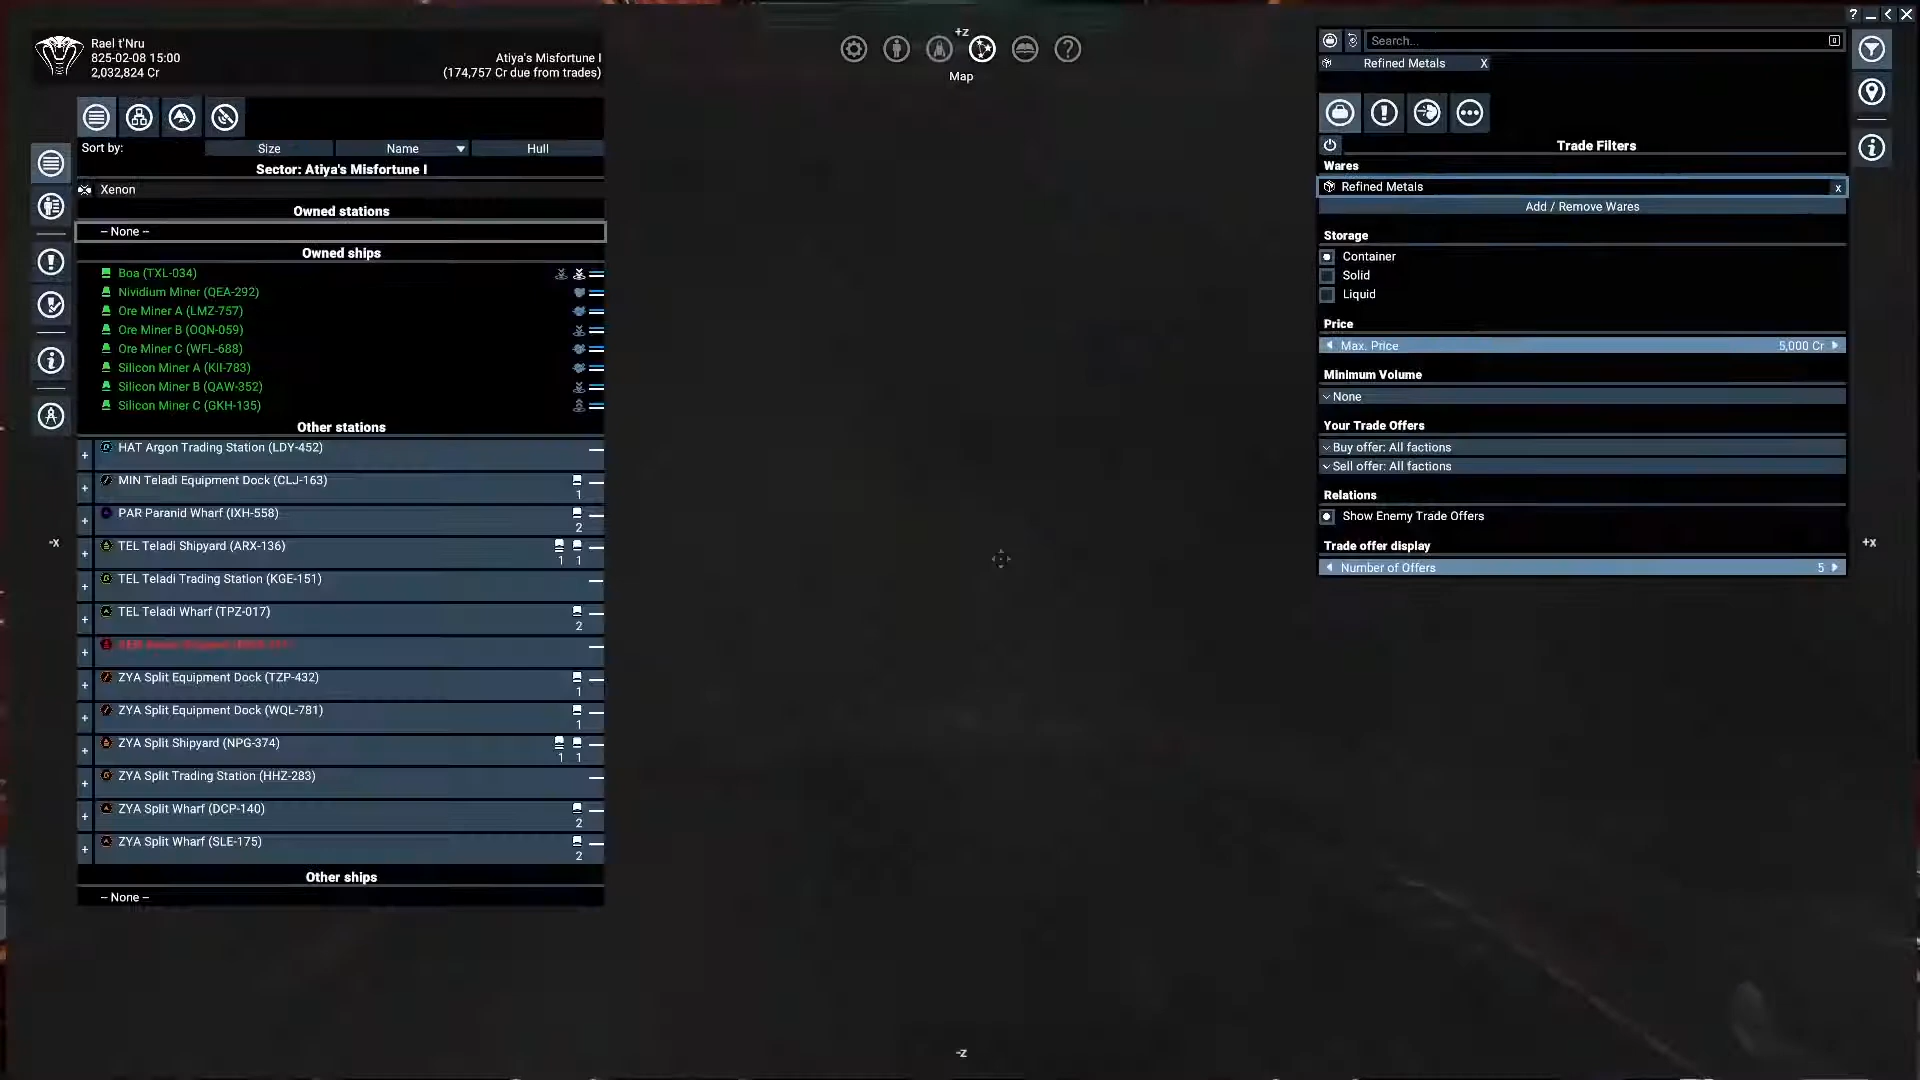 Rael t'Nru
825-02-08 15:00
2,032,824 Cr
Atiya's Misfortune I
(174,757 Cr due from trades)
+z
Map
?
Sort by:
Size
Name
Hull
Sector: Atiya's Misfortune I
Xenon
Owned stations
-- None --
Owned ships
Boa (TXL-034)
Nividium Miner (QEA-292)
Ore Miner A (LMZ-757)
Ore Miner B (OQN-059)
Ore Miner C (WFL-688)
Silicon Miner A (KII-783)
Silicon Miner B (QAW-352)
Silicon Miner C (GKH-135)
Other stations
+ HAT Argon Trading Station (LDY-452)
+ MIN Teladi Equipment Dock (CLJ-163) 1
+ PAR Paranid Wharf (IXH-558) 2
+ TEL Teladi Shipyard (ARX-136) 1 1
+ TEL Teladi Trading Station (KGE-151)
+ TEL Teladi Wharf (TPZ-017) 2
+
+ ZYA Split Equipment Dock (TZP-432) 1
+ ZYA Split Equipment Dock (WQL-781) 1
+ ZYA Split Shipyard (NPG-374) 1 1
+ ZYA Split Trading Station (HHZ-283)
+ ZYA Split Wharf (DCP-140) 2
+ ZYA Split Wharf (SLE-175) 2
Other ships
-- None --
-x
+x
-z
Search...
Refined Metals X
Trade Filters
Wares
Refined Metals x
Add / Remove Wares
Storage
Container
Solid
Liquid
Price
Max. Price 5,000 Cr
Minimum Volume
None
Your Trade Offers
Buy offer: All factions
Sell offer: All factions
Relations
Show Enemy Trade Offers
Trade offer display
Number of Offers 5